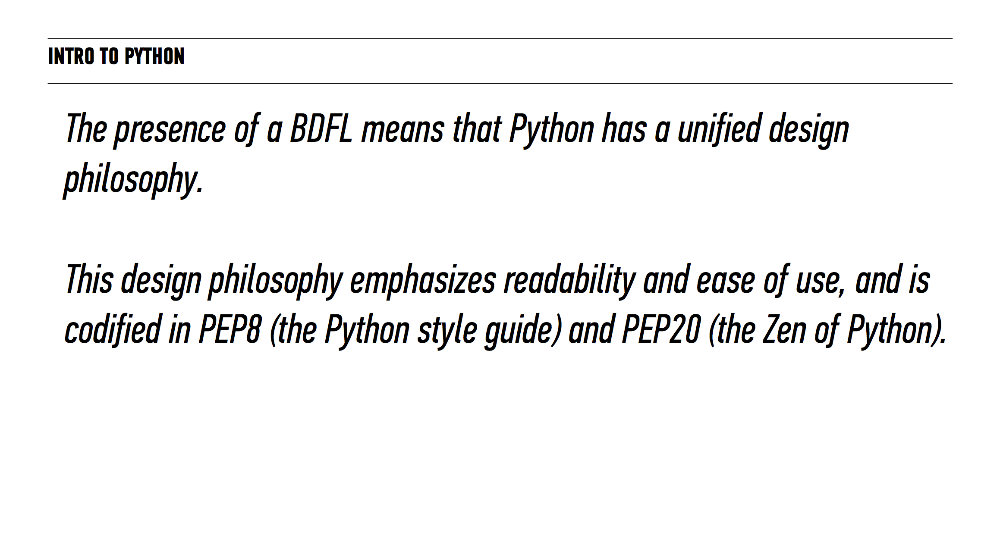 INTRO TO PYTHON
The presence of a BDFL means that Python has a unified design
philosophy.
This design philosophy emphasizes readability and ease of use, and is
codified in PEP8 (the Python style guide) and PEP20 (the Zen of Python).